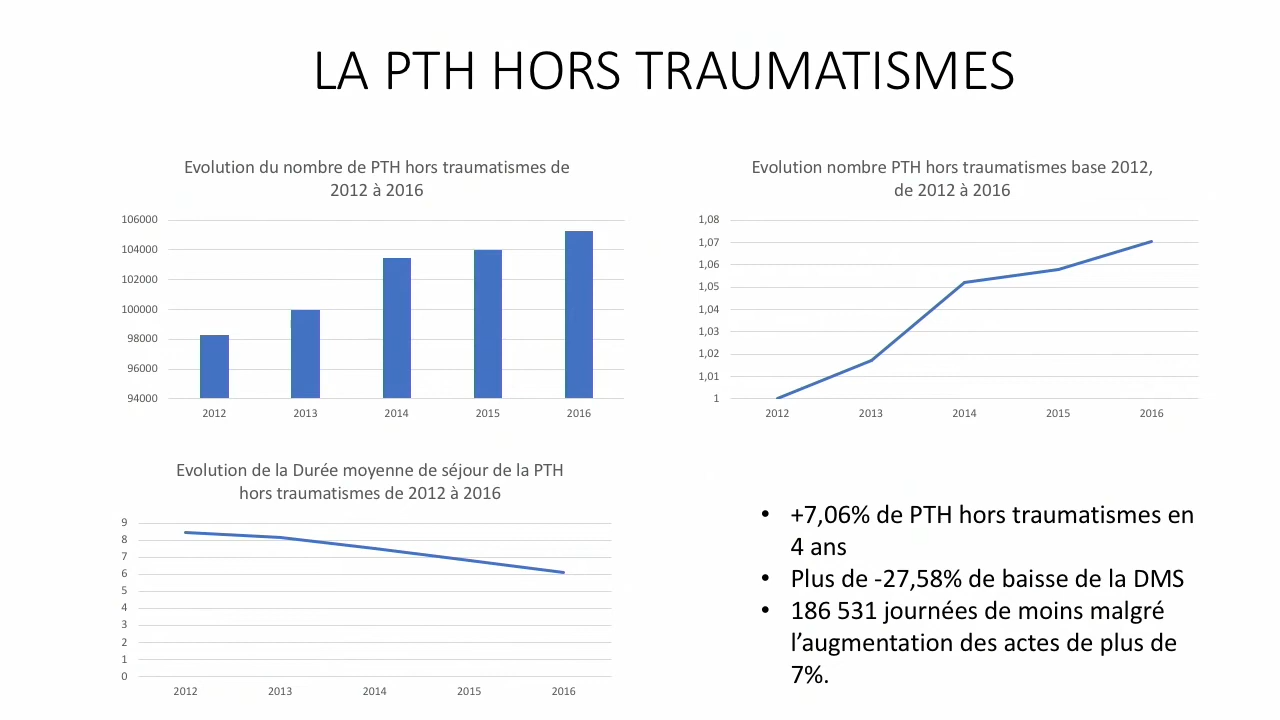 LA PTH HORS TRAUMATISMES
Evolution du nombre de PTH hors traumatismes de
2012 à 2016
106000
104000
102000
100000
98000
96000
94000
2012 2013 2014 2015 2016
Evolution nombre PTH hors traumatismes base 2012,
de 2012 à 2016
1,08
1,07
1,06
1,05
1,04
1,03
1,02
1,01
1
2012 2013 2014 2015 2016
Evolution de la Durée moyenne de séjour de la PTH
hors traumatismes de 2012 à 2016
9
8
7
6
5
4
3
2
1
0
2012 2013 2014 2015 2016
• +7,06% de PTH hors traumatismes en
4 ans
• Plus de -27,58% de baisse de la DMS
• 186 531 journées de moins malgré
l’augmentation des actes de plus de
7%.